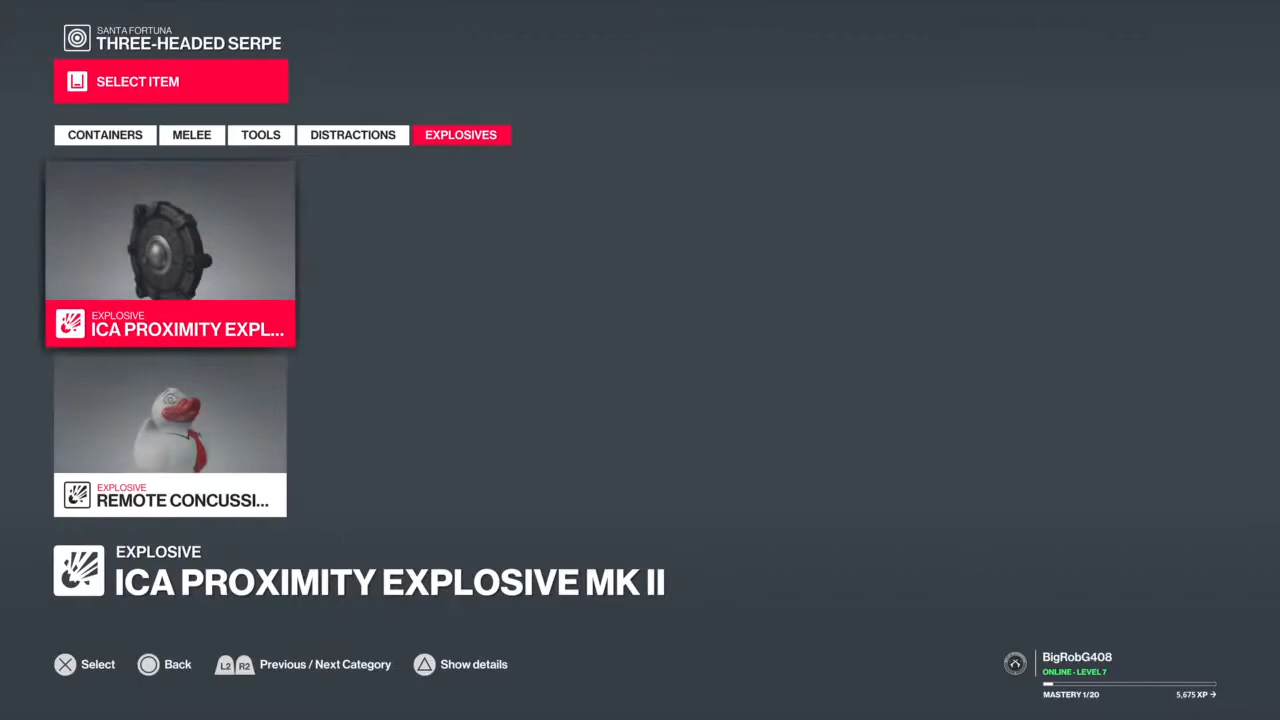 SANTA FORTUNA
THREE-HEADED SERPE
SELECT ITEM
CONTAINERS MELEE TOOLS DISTRACTIONS EXPLOSIVES
EXPLOSIVE
ICA PROXIMITY EXPL...
EXPLOSIVE
REMOTE CONCUSSI...
EXPLOSIVE
ICA PROXIMITY EXPLOSIVE MK II
Select Back L2 R2 Previous / Next Category Show details
BigRobG408
ONLINE - LEVEL 7
MASTERY 1/20 5,675 XP →